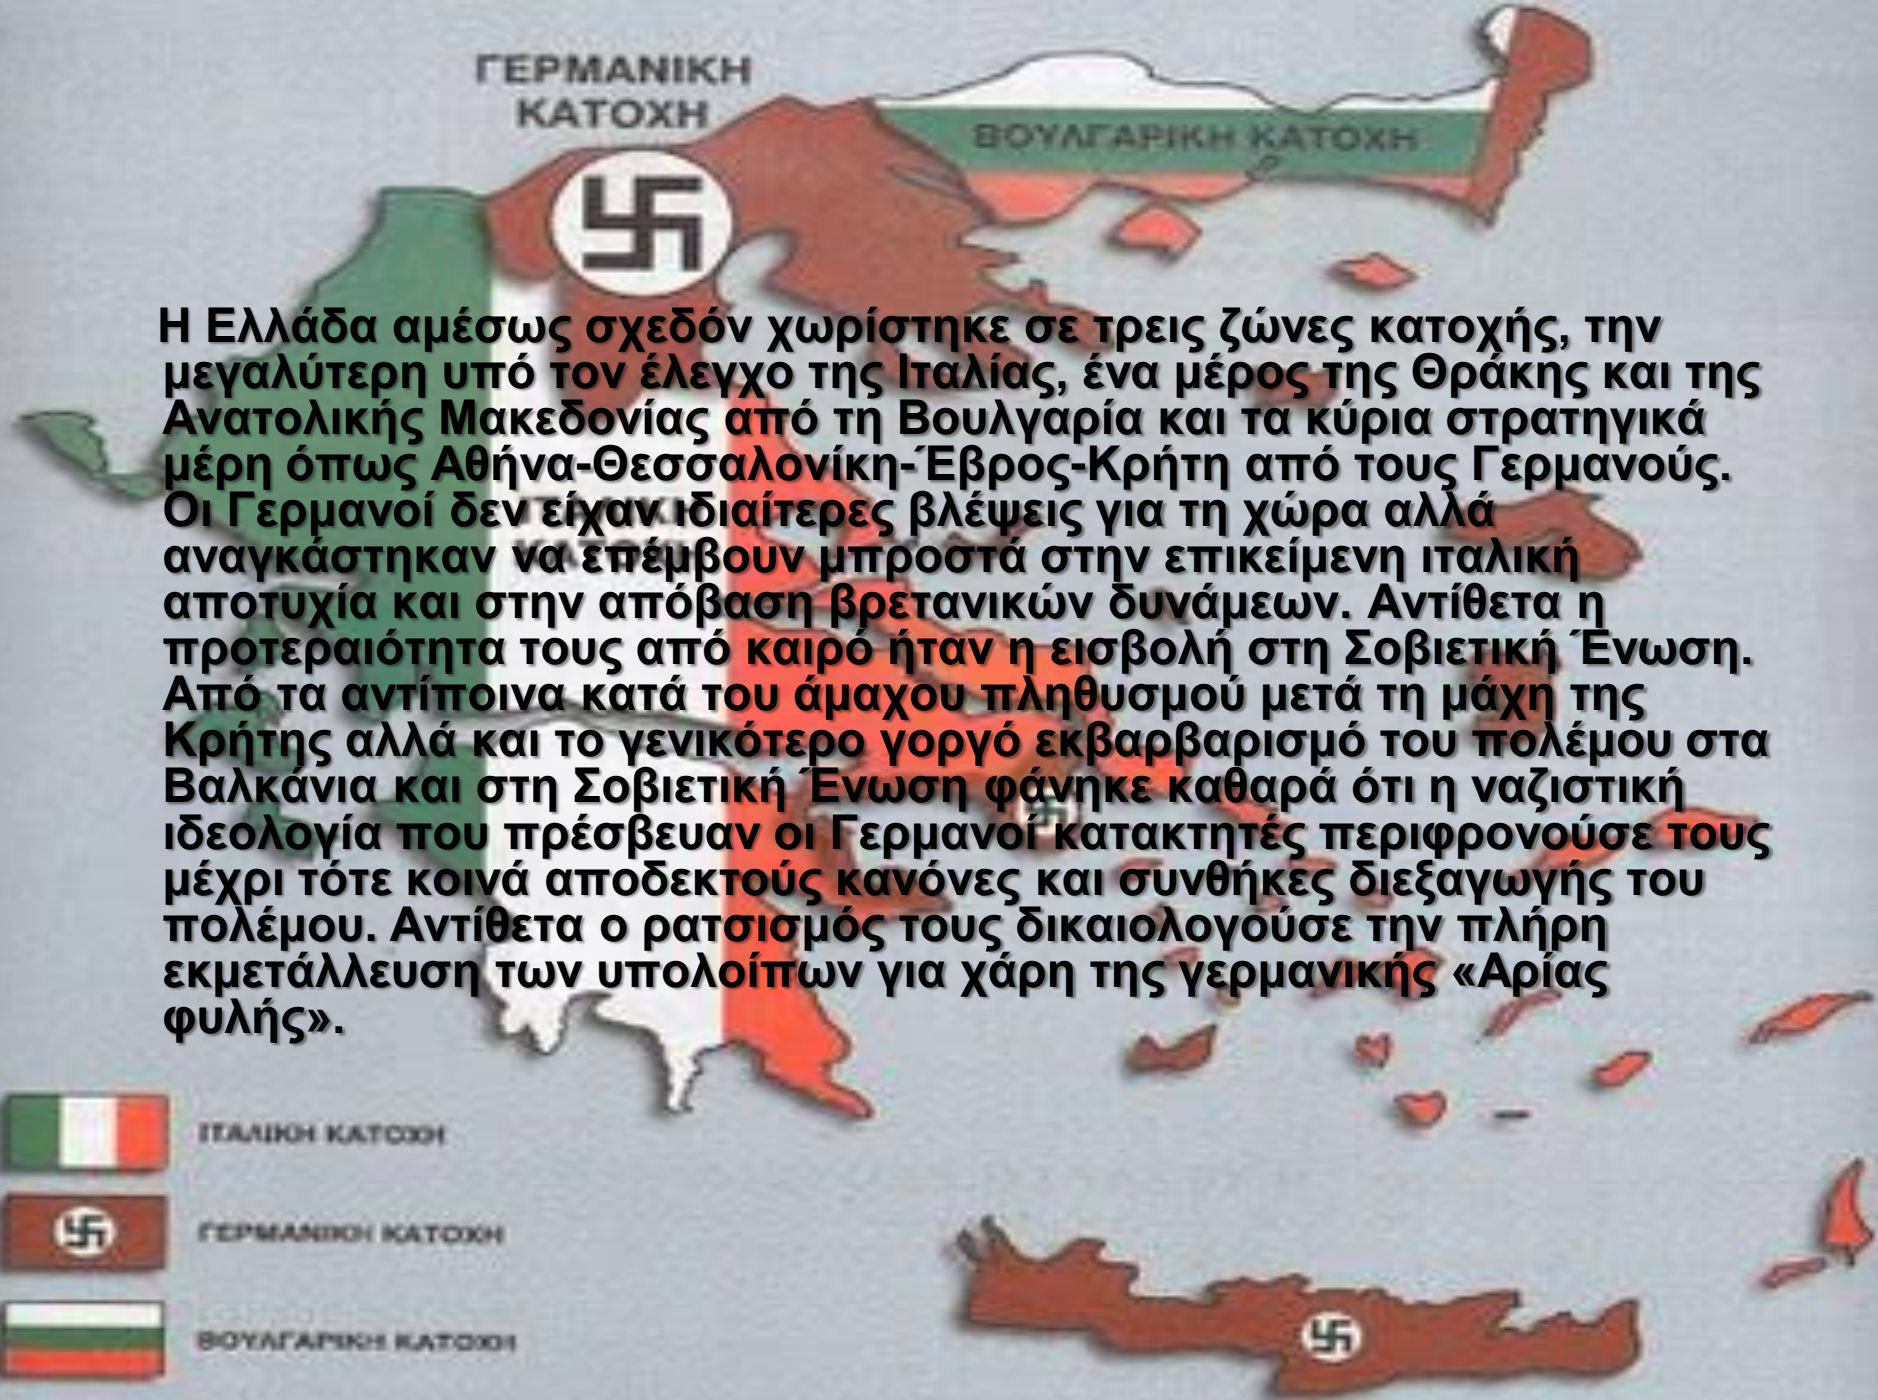 ΓΕΡΜΑΝΙΚΗ
ΚΑΤΟΧΗ
ΒΟΥΛΓΑΡΙΚΗ ΚΑΤΟΧΗ
Η Ελλάδα αμέσως σχεδόν χωρίστηκε σε τρεις ζώνες κατοχής, την
μεγαλύτερη υπό τον έλεγχο της Ιταλίας, ένα μέρος της Θράκης και της
Ανατολικής Μακεδονίας από τη Βουλγαρία και τα κύρια στρατηγικά
μέρη όπως Αθήνα-Θεσσαλονίκη-Έβρος-Κρήτη από τους Γερμανούς.
Οι Γερμανοί δεν είχαν ιδιαίτερες βλέψεις για τη χώρα αλλά
αναγκάστηκαν να επέμβουν μπροστά στην επικείμενη ιταλική
αποτυχία και στην απόβαση βρετανικών δυνάμεων. Αντίθετα η
προτεραιότητα τους από καιρό ήταν η εισβολή στη Σοβιετική Ένωση.
Από τα αντίποινα κατά του άμαχου πληθυσμού μετά τη μάχη της
Κρήτης αλλά και το γενικότερο γοργό εκβαρβαρισμό του πολέμου στα
Βαλκάνια και στη Σοβιετική Ένωση φάνηκε καθαρά ότι η ναζιστική
ιδεολογία που πρέσβευαν οι Γερμανοί κατακτητές περιφρονούσε τους
μέχρι τότε κοινά αποδεκτούς κανόνες και συνθήκες διεξαγωγής του
πολέμου. Αντίθετα ο ρατσισμός τους δικαιολογούσε την πλήρη
εκμετάλλευση των υπολοίπων για χάρη της γερμανικής «Αρίας
φυλής».
ΙΤΑΛΙΚΗ ΚΑΤΟΧΗ
ΓΕΡΜΑΝΙΚΗ ΚΑΤΟΧΗ
ΒΟΥΛΓΑΡΙΚΗ ΚΑΤΟΧΗ